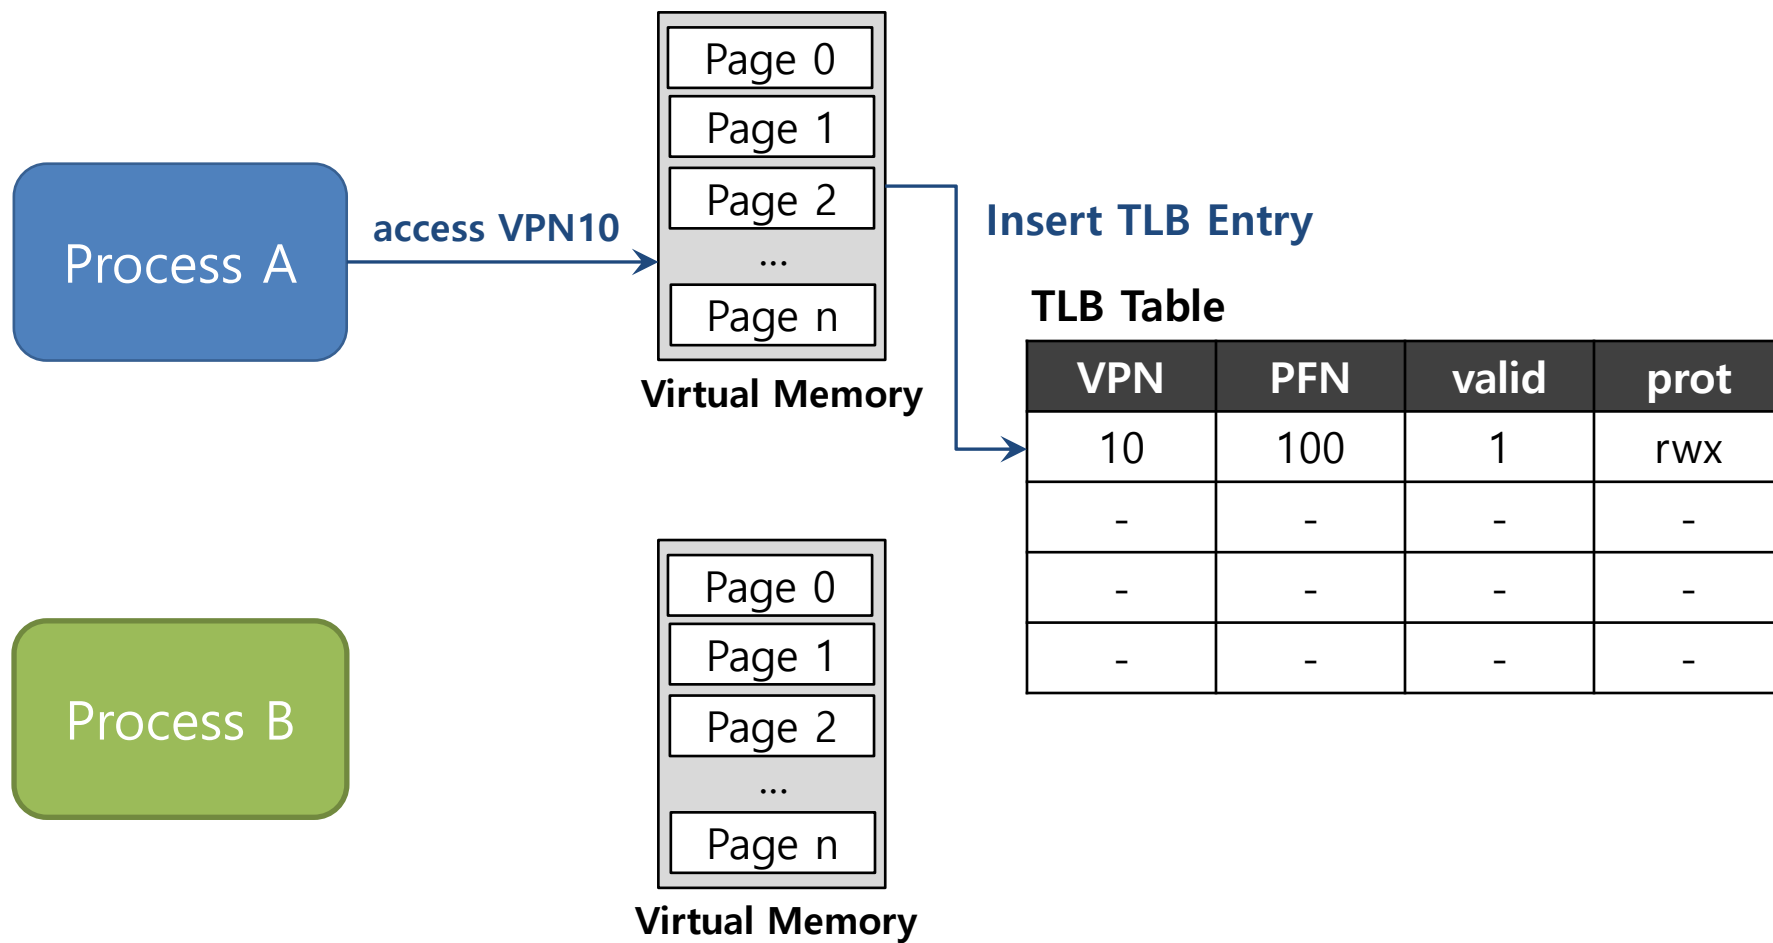 Process A
access VPN10
Page 0
Page 1
Page 2
...
Page n
Virtual Memory
Insert TLB Entry
TLB Table
VPN PFN valid prot
10 100 1 rwx
- - - -
- - - -
- - - -
Process B
Page 0
Page 1
Page 2
...
Page n
Virtual Memory